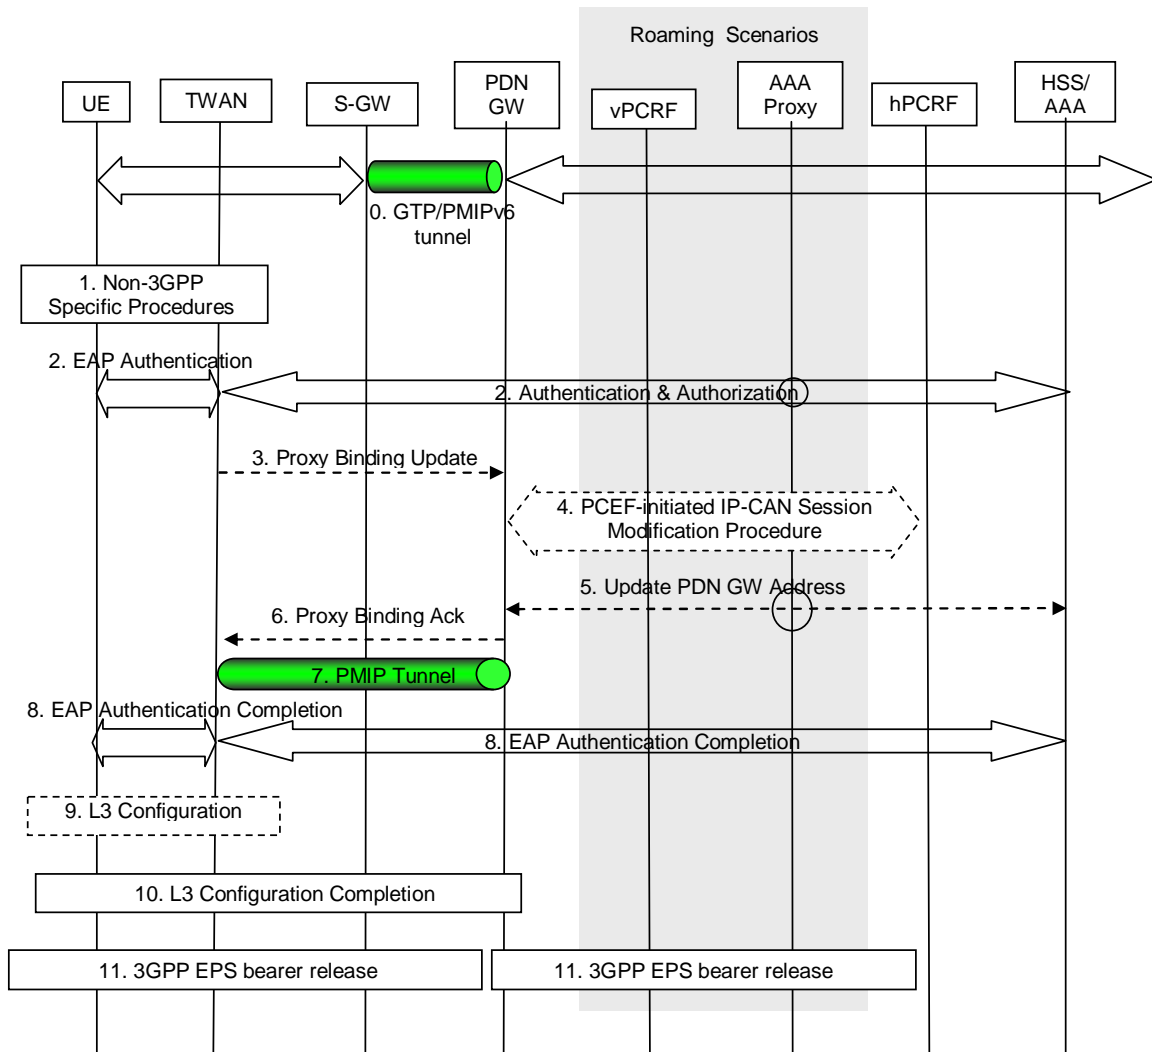 Roaming Scenarios
UE
TWAN
S-GW
PDN
GW
vPCRF
AAA
Proxy
hPCRF
HSS/
AAA
0. GTP/PMIPv6
tunnel
1. Non-3GPP
Specific Procedures
2. EAP Authentication
2. Authentication & Authorization
3. Proxy Binding Update
4. PCEF-initiated IP-CAN Session
Modification Procedure
5. Update PDN GW Address
6. Proxy Binding Ack
7. PMIP Tunnel
8. EAP Authentication Completion
8. EAP Authentication Completion
9. L3 Configuration
10. L3 Configuration Completion
11. 3GPP EPS bearer release
11. 3GPP EPS bearer release